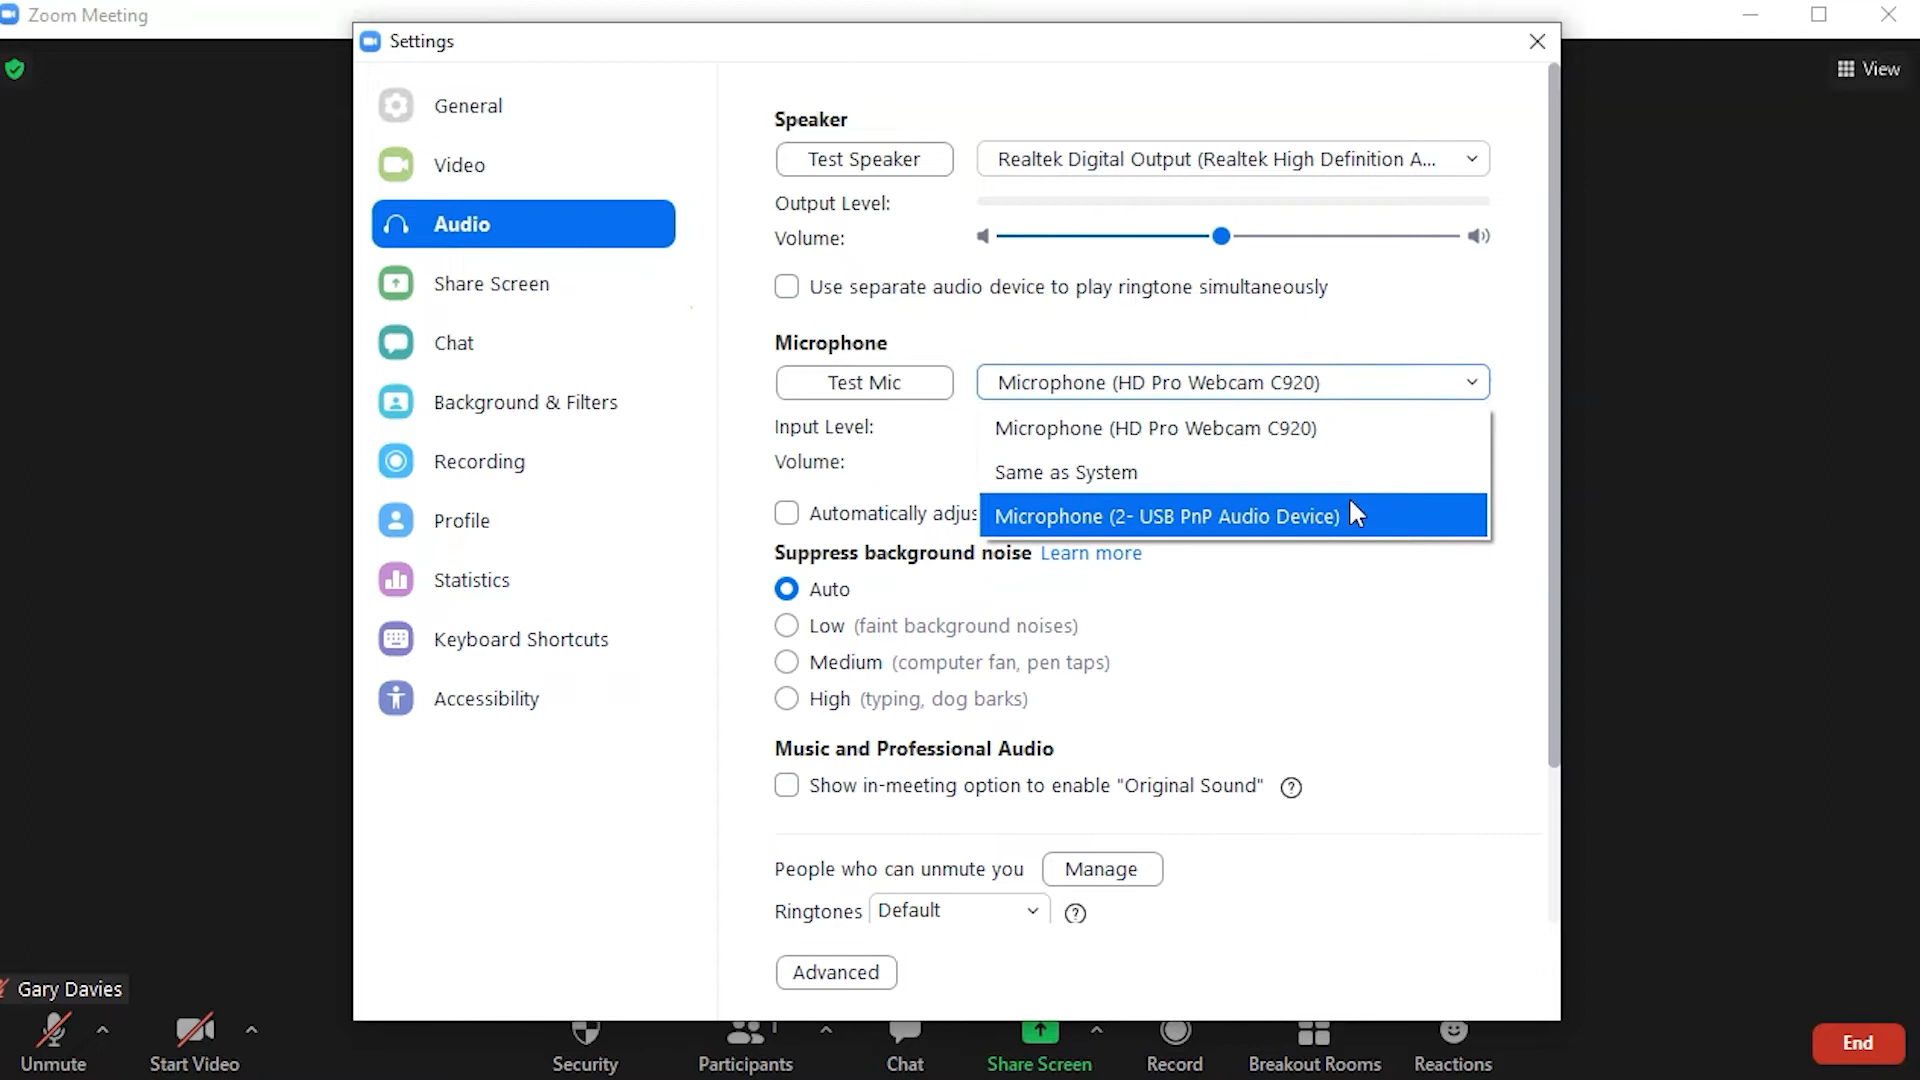 Zoom Meeting
Settings
View
General
Video
Audio
Share Screen
Chat
Background & Filters
Recording
Profile
Statistics
Keyboard Shortcuts
Accessibility
Speaker
Test Speaker
Realtek Digital Output (Realtek High Definition A...
Output Level:
Volume:
Use separate audio device to play ringtone simultaneously
Microphone
Test Mic
Microphone (HD Pro Webcam C920)
Input Level:
Microphone (HD Pro Webcam C920)
Volume:
Same as System
Automatically adjus
Microphone (2- USB PnP Audio Device)
Suppress background noise Learn more
Auto
Low (faint background noises)
Medium (computer fan, pen taps)
High (typing, dog barks)
Music and Professional Audio
Show in-meeting option to enable "Original Sound" ?
People who can unmute you Manage
Ringtones Default ?
Advanced
Gary Davies
Unmute
Start Video
Security
Participants
Chat
Share Screen
Record
Breakout Rooms
Reactions
End